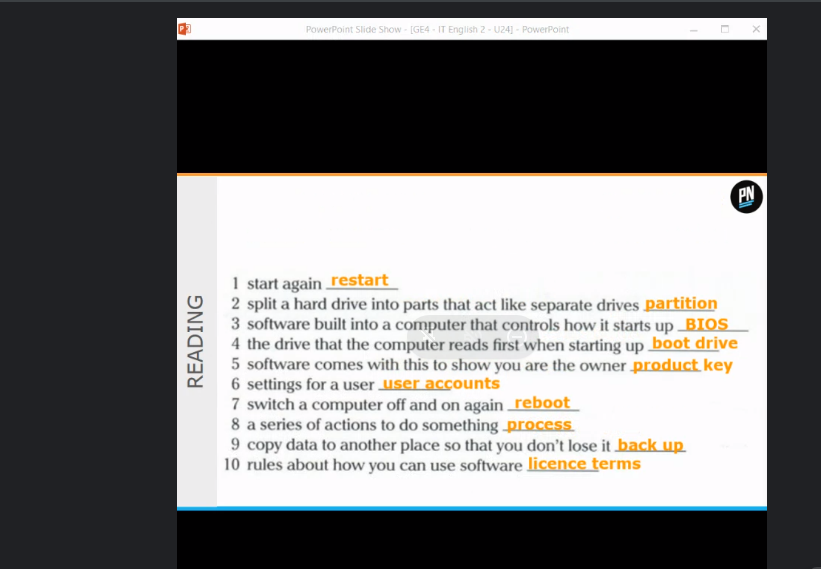 PowerPoint Slide Show - [GE4 - IT English 2 - U24] - PowerPoint
PN
READING
1 start again restart
2 split a hard drive into parts that act like separate drives partition
3 software built into a computer that controls how it starts up BIOS
4 the drive that the computer reads first when starting up boot drive
5 software comes with this to show you are the owner product key
6 settings for a user user accounts
7 switch a computer off and on again reboot
8 a series of actions to do something process
9 copy data to another place so that you don't lose it back up
10 rules about how you can use software licence terms